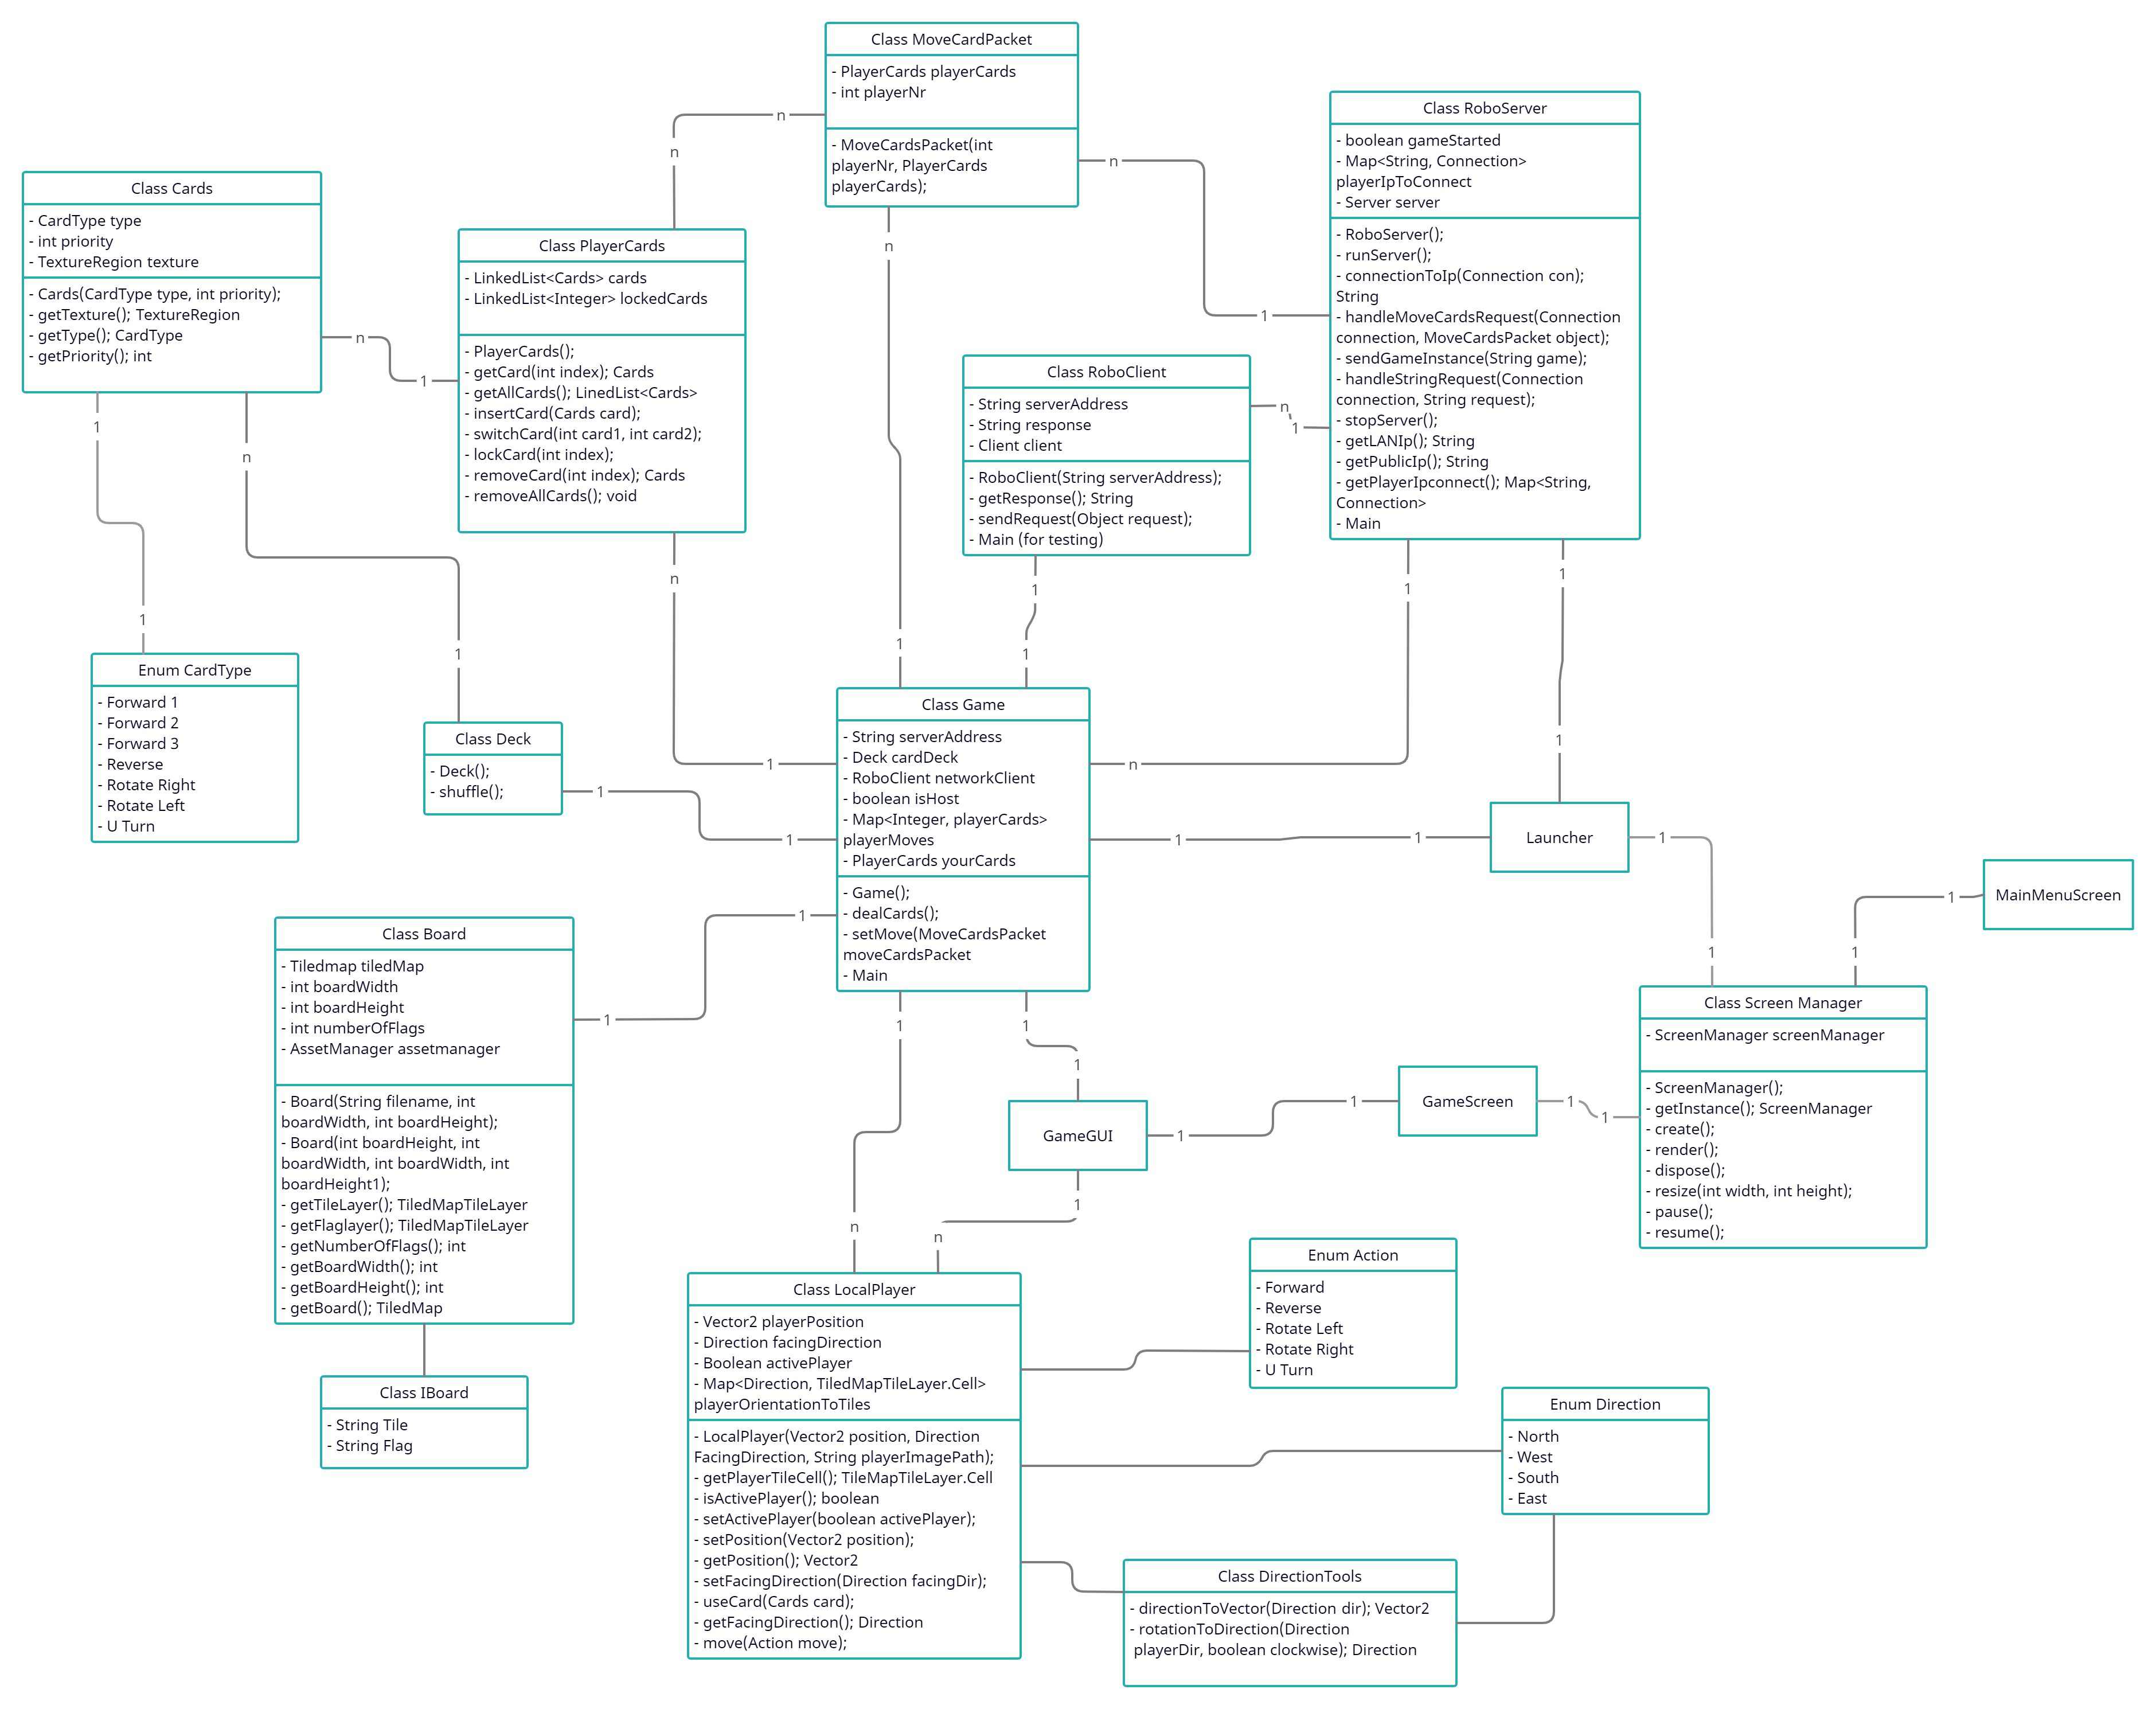 Class MoveCardPacket
- PlayerCards playerCards
- int playerNr
- MoveCardsPacket(int
playerNr, PlayerCards
playerCards);
n
n
n
n
1
Class RoboServer
- boolean gameStarted
- Map<String, Connection>
playerIpToConnect
- Server server
- RoboServer();
- runServer();
- connectionToIp(Connection con);
String
- handleMoveCardsRequest(Connection
connection, MoveCardsPacket object);
- sendGameInstance(String game);
- handleStringRequest(Connection
connection, String request);
- stopServer();
- getLANIp(); String
- getPublicIp(); String
- getPlayerIpconnect(); Map<String,
Connection>
- Main
Class Cards
- CardType type
- int priority
- TextureRegion texture
- Cards(CardType type, int priority);
- getTexture(); TextureRegion
- getType(); CardType
- getPriority(); int
n
1
Class PlayerCards
- LinkedList<Cards> cards
- LinkedList<Integer> lockedCards
- PlayerCards();
- getCard(int index); Cards
- getAllCards(); LinedList<Cards>
- insertCard(Cards card);
- switchCard(int card1, int card2);
- lockCard(int index);
- removeCard(int index); Cards
- removeAllCards(); void
Class RoboClient
- String serverAddress
- String response
- Client client
- RoboClient(String serverAddress);
- getResponse(); String
- sendRequest(Object request);
- Main (for testing)
n
1
1
n
n
1
1
1
1
1
1
1
Enum CardType
- Forward 1
- Forward 2
- Forward 3
- Reverse
- Rotate Right
- Rotate Left
- U Turn
Class Deck
- Deck();
- shuffle();
1
1
1
n
1
1
1
Class Game
- String serverAddress
- Deck cardDeck
- RoboClient networkClient
- boolean isHost
- Map<Integer, playerCards>
playerMoves
- PlayerCards yourCards
- Game();
- dealCards();
- setMove(MoveCardsPacket
moveCardsPacket
- Main
Launcher
1
1
1
1
MainMenuScreen
Class Board
- Tiledmap tiledMap
- int boardWidth
- int boardHeight
- int numberOfFlags
- AssetManager assetmanager
- Board(String filename, int
boardWidth, int boardHeight);
- Board(int boardHeight, int
boardWidth, int boardWidth, int
boardHeight1);
- getTileLayer(); TiledMapTileLayer
- getFlaglayer(); TiledMapTileLayer
- getNumberOfFlags(); int
- getBoardWidth(); int
- getBoardHeight(); int
- getBoard(); TiledMap
1
1
1
1
1
GameGUI
1
1
GameScreen
1
1
Class Screen Manager
- ScreenManager screenManager
- ScreenManager();
- getInstance(); ScreenManager
- create();
- render();
- dispose();
- resize(int width, int height);
- pause();
- resume();
1
n
n
Class IBoard
- String Tile
- String Flag
Class LocalPlayer
- Vector2 playerPosition
- Direction facingDirection
- Boolean activePlayer
- Map<Direction, TiledMapTileLayer.Cell>
playerOrientationToTiles
- LocalPlayer(Vector2 position, Direction
FacingDirection, String playerImagePath);
- getPlayerTileCell(); TileMapTileLayer.Cell
- isActivePlayer(); boolean
- setActivePlayer(boolean activePlayer);
- setPosition(Vector2 position);
- getPosition(); Vector2
- setFacingDirection(Direction facingDir);
- useCard(Cards card);
- getFacingDirection(); Direction
- move(Action move);
Enum Action
- Forward
- Reverse
- Rotate Left
- Rotate Right
- U Turn
Enum Direction
- North
- West
- South
- East
Class DirectionTools
- directionToVector(Direction dir); Vector2
- rotationToDirection(Direction
playerDir, boolean clockwise); Direction